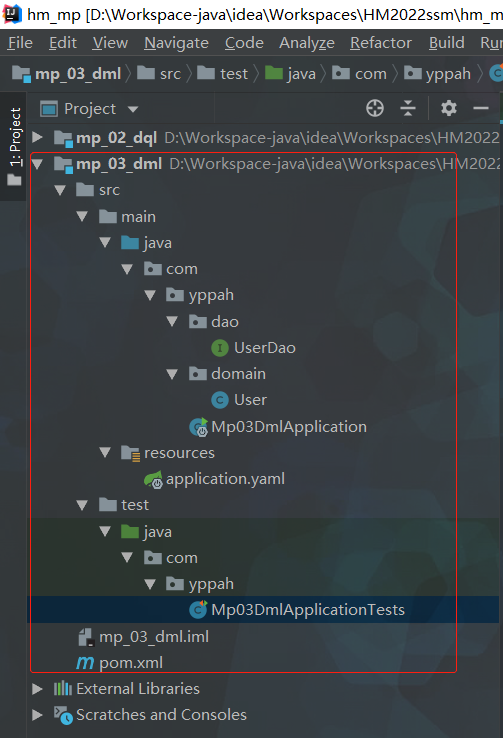 hm_mp [D:\Workspace-java\idea\Workspaces\HM2022ssm\hm_m
File Edit View Navigate Code Analyze Refactor Build Run
mp_03_dml src test java com yppah
1: Project
Project
mp_02_dql D:\Workspace-java\idea\Workspaces\HM2022
mp_03_dml D:\Workspace-java\idea\Workspaces\HM2022
src
main
java
com
yppah
dao
I UserDao
domain
C User
Mp03DmlApplication
resources
application.yaml
test
java
com
yppah
C Mp03DmlApplicationTests
mp_03_dml.iml
m pom.xml
External Libraries
Scratches and Consoles